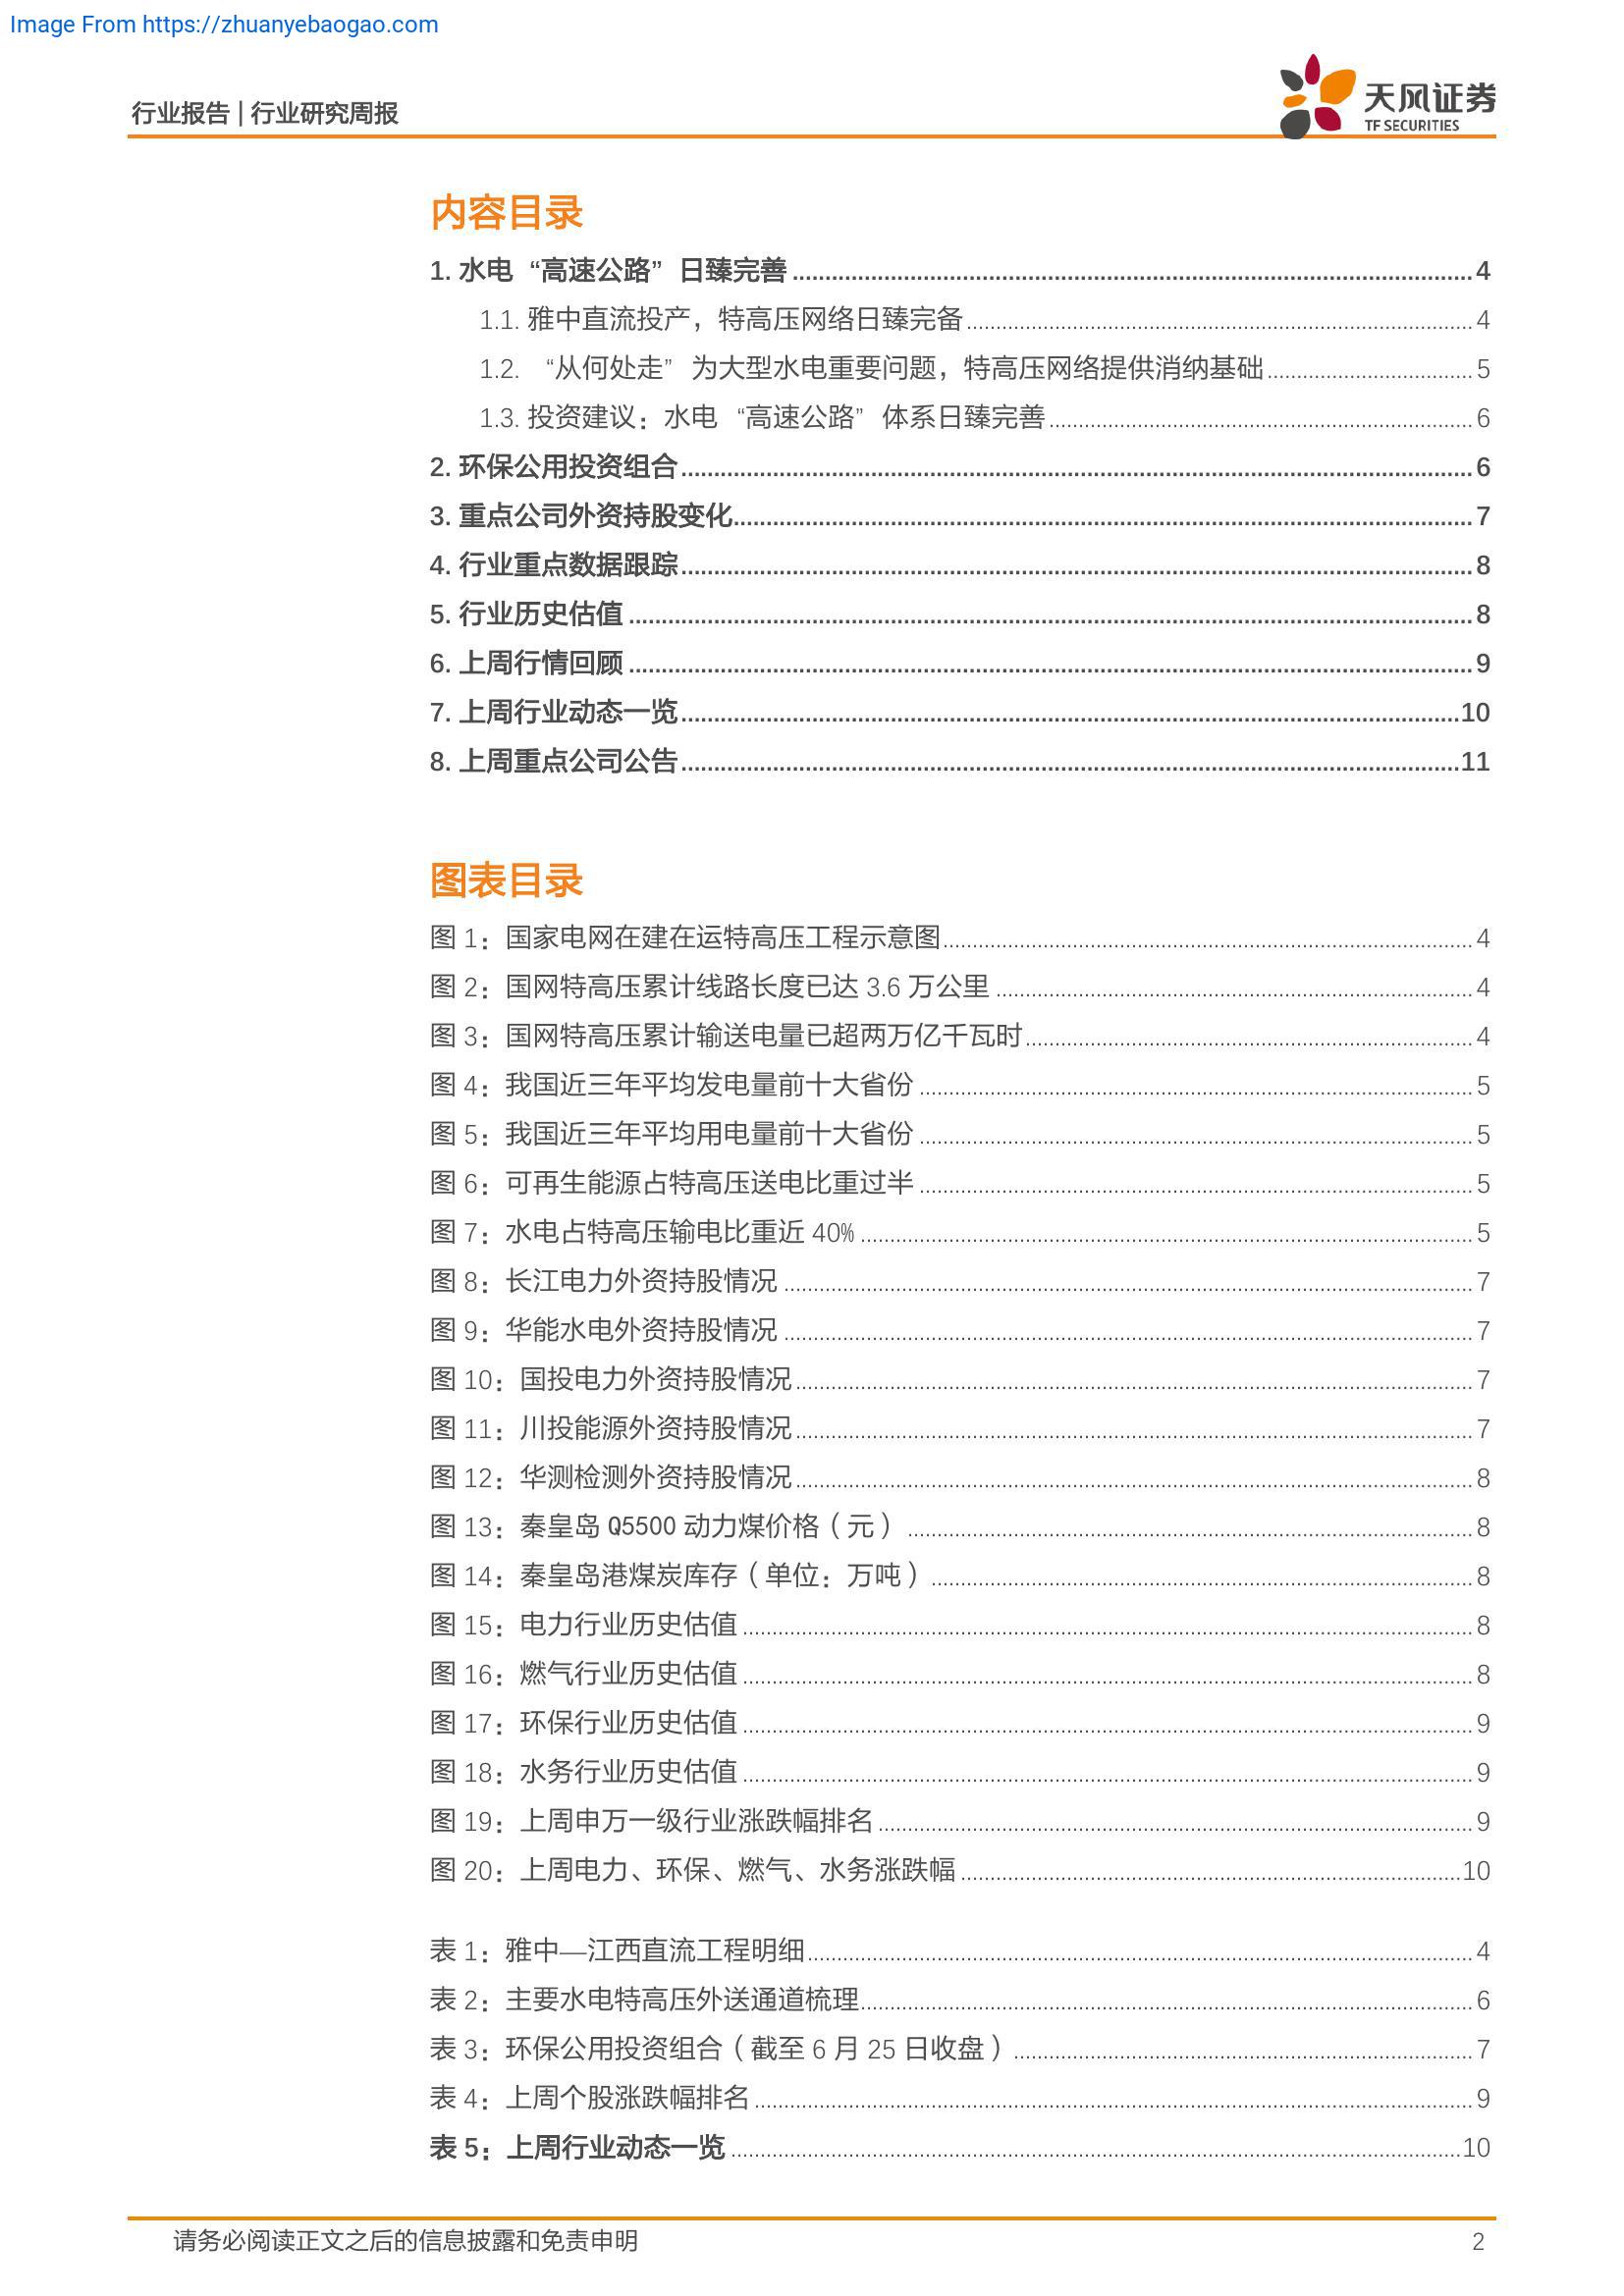 Image From https://zhuanyebaogao.com
行业报告 | 行业研究周报
天风证券
TF SECURITIES
内容目录
1. 水电“高速公路”日臻完善 4
1.1. 雅中直流投产，特高压网络日臻完备 4
1.2. “从何处走”为大型水电重要问题，特高压网络提供消纳基础 5
1.3. 投资建议：水电“高速公路”体系日臻完善 6
2. 环保公用投资组合 6
3. 重点公司外资持股变化 7
4. 行业重点数据跟踪 8
5. 行业历史估值 8
6. 上周行情回顾 9
7. 上周行业动态一览 10
8. 上周重点公司公告 11
图表目录
图 1：国家电网在建在运特高压工程示意图 4
图 2：国网特高压累计线路长度已达 3.6 万公里 4
图 3：国网特高压累计输送电量已超两万亿千瓦时 4
图 4：我国近三年平均发电量前十大省份 5
图 5：我国近三年平均用电量前十大省份 5
图 6：可再生能源占特高压送电比重过半 5
图 7：水电占特高压输电比重近 40% 5
图 8：长江电力外资持股情况 7
图 9：华能水电外资持股情况 7
图 10：国投电力外资持股情况 7
图 11：川投能源外资持股情况 7
图 12：华测检测外资持股情况 8
图 13：秦皇岛 Q5500 动力煤价格（元） 8
图 14：秦皇岛港煤炭库存（单位：万吨） 8
图 15：电力行业历史估值 8
图 16：燃气行业历史估值 8
图 17：环保行业历史估值 9
图 18：水务行业历史估值 9
图 19：上周申万一级行业涨跌幅排名 9
图 20：上周电力、环保、燃气、水务涨跌幅 10
表 1：雅中—江西直流工程明细 4
表 2：主要水电特高压外送通道梳理 6
表 3：环保公用投资组合（截至 6 月 25 日收盘） 7
表 4：上周个股涨跌幅排名 9
表 5：上周行业动态一览 10
请务必阅读正文之后的信息披露和免责申明 2